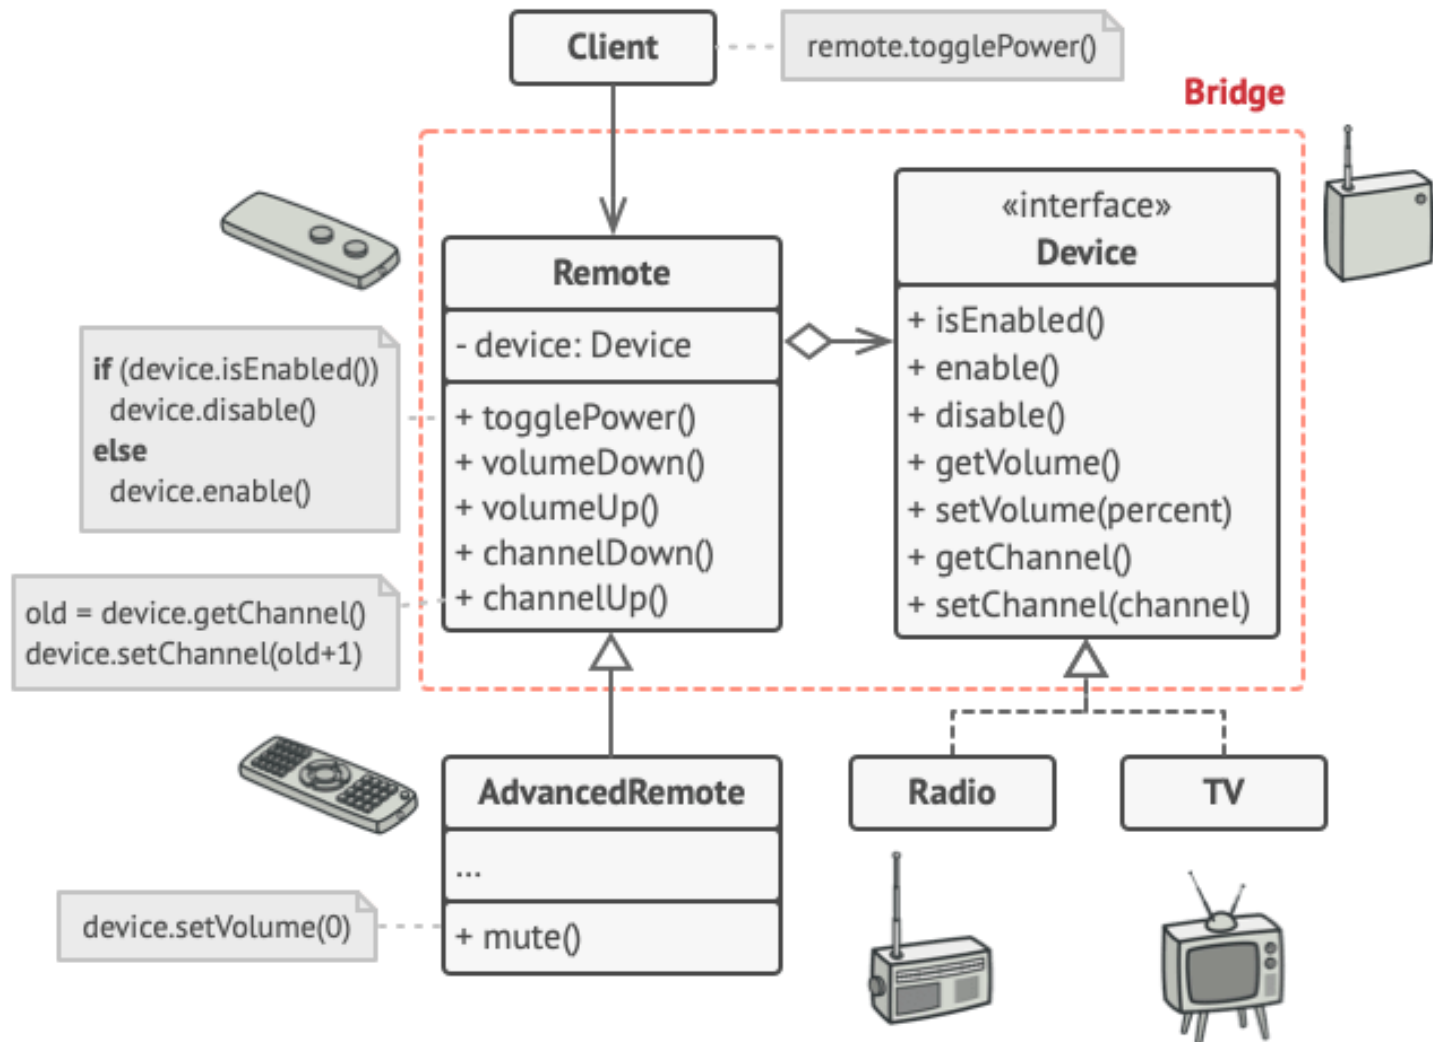 Client
remote.togglePower()
Bridge
Remote
- device: Device
+ togglePower()
+ volumeDown()
+ volumeUp()
+ channelDown()
+ channelUp()
«interface»
Device
+ isEnabled()
+ enable()
+ disable()
+ getVolume()
+ setVolume(percent)
+ getChannel()
+ setChannel(channel)
if (device.isEnabled())
device.disable()
else
device.enable()
old = device.getChannel()
device.setChannel(old+1)
AdvancedRemote
...
+ mute()
device.setVolume(0)
Radio
TV